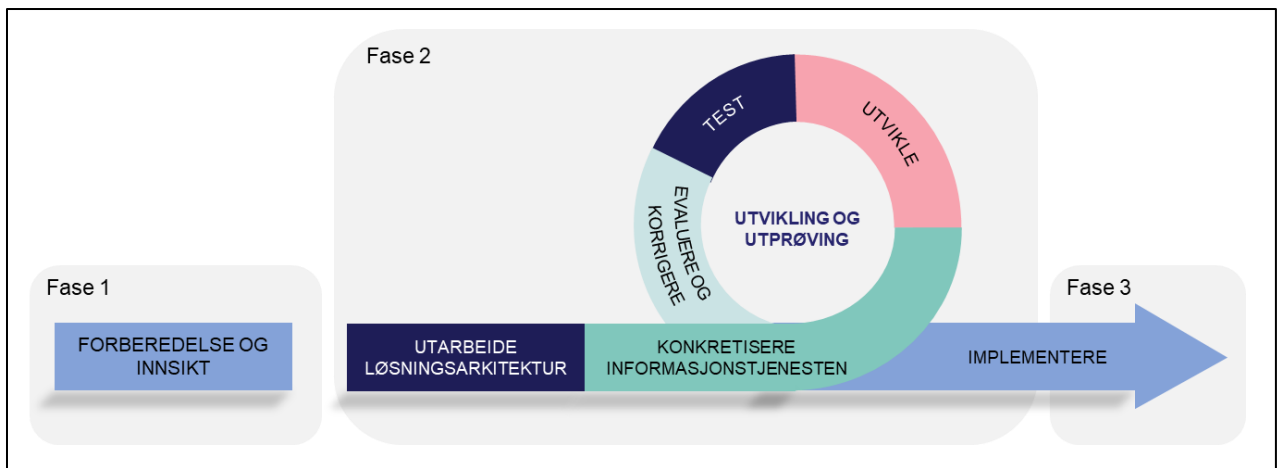 Fase 1
FORBEREDELSE OG
INNSIKT
Fase 2
UTARBEIDE
LØSNINGSARKITEKTUR
KONKRETISERE
INFORMASJONSTJENESTEN
UTVIKLE
TEST
EVALUERE OG
KORRIGERE
UTVIKLING OG
UTPRØVING
Fase 3
IMPLEMENTERE